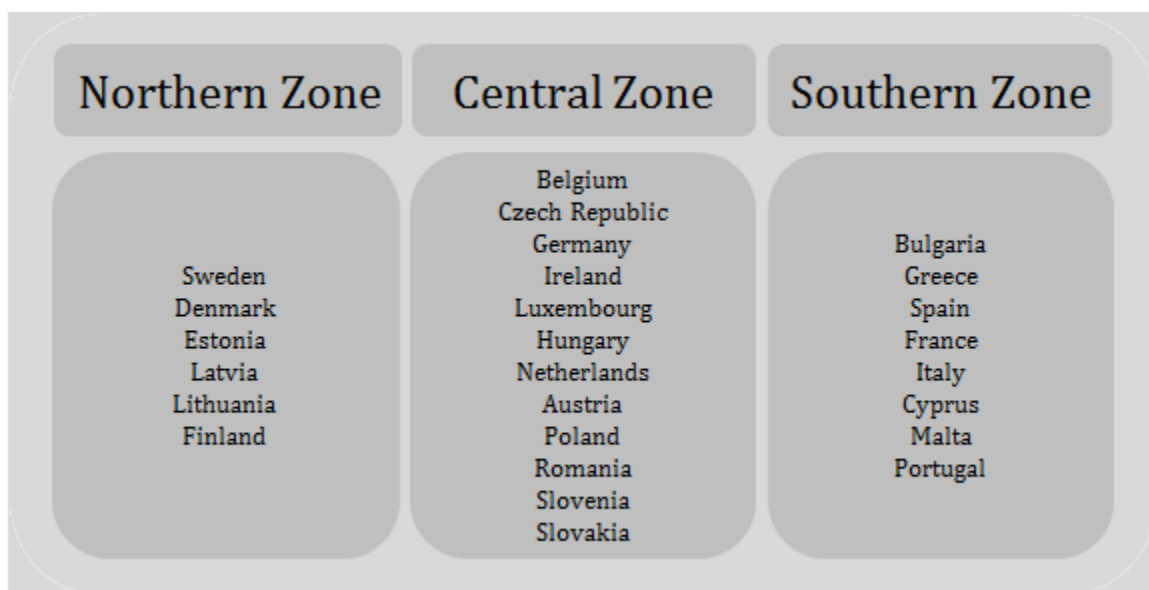 Northern Zone
Central Zone
Southern Zone
Sweden
Denmark
Estonia
Latvia
Lithuania
Finland
Belgium
Czech Republic
Germany
Ireland
Luxembourg
Hungary
Netherlands
Austria
Poland
Romania
Slovenia
Slovakia
Bulgaria
Greece
Spain
France
Italy
Cyprus
Malta
Portugal